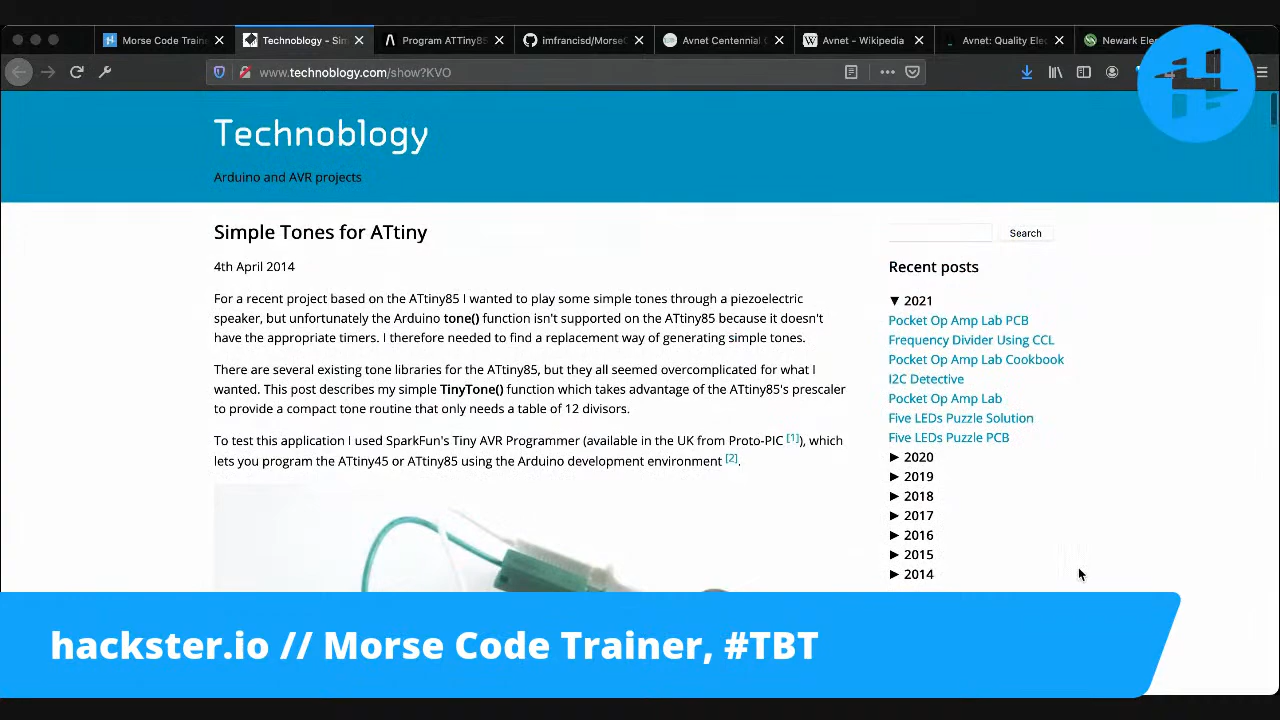 Morse Code Traine
Technoblogy - Sim
Program ATTiny85
imfrancisd/MorseC
Avnet Centennial
Avnet - Wikipedia
Avnet: Quality Elec
Newark Ele
www.technoblogy.com/show?KVO
Technoblogy
Arduino and AVR projects
Simple Tones for ATtiny
4th April 2014
For a recent project based on the ATtiny85 I wanted to play some simple tones through a piezoelectric
speaker, but unfortunately the Arduino tone() function isn't supported on the ATtiny85 because it doesn't
have the appropriate timers. I therefore needed to find a replacement way of generating simple tones.
There are several existing tone libraries for the ATtiny85, but they all seemed overcomplicated for what I
wanted. This post describes my simple TinyTone() function which takes advantage of the ATtiny85's prescaler
to provide a compact tone routine that only needs a table of 12 divisors.
To test this application I used SparkFun's Tiny AVR Programmer (available in the UK from Proto-PIC [1]), which
lets you program the ATtiny45 or ATtiny85 using the Arduino development environment [2].
Search
Recent posts
▼ 2021
Pocket Op Amp Lab PCB
Frequency Divider Using CCL
Pocket Op Amp Lab Cookbook
I2C Detective
Pocket Op Amp Lab
Five LEDs Puzzle Solution
Five LEDs Puzzle PCB
▶ 2020
▶ 2019
▶ 2018
▶ 2017
▶ 2016
▶ 2015
▶ 2014
hackster.io // Morse Code Trainer, #TBT